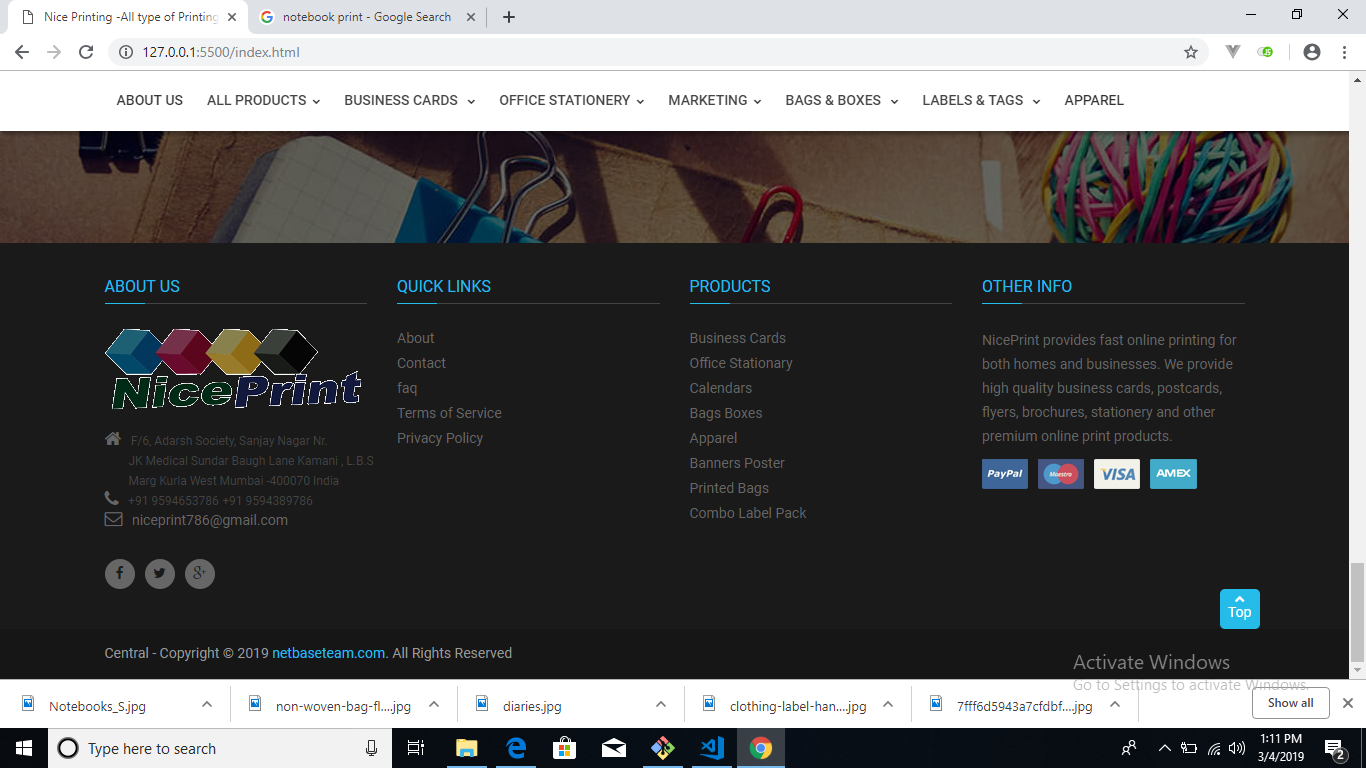 Nice Printing -All type of Printing
notebook print - Google Search
127.0.0.1:5500/index.html
JS
ABOUT US ALL PRODUCTS BUSINESS CARDS OFFICE STATIONERY MARKETING BAGS & BOXES LABELS & TAGS APPAREL
ABOUT US
NicePrint
F/6, Adarsh Society, Sanjay Nagar Nr.
JK Medical Sundar Baugh Lane Kamani , L.B.S
Marg Kurla West Mumbai -400070 India
+91 9594653786 +91 9594389786
niceprint786@gmail.com
QUICK LINKS
About
Contact
faq
Terms of Service
Privacy Policy
PRODUCTS
Business Cards
Office Stationary
Calendars
Bags Boxes
Apparel
Banners Poster
Printed Bags
Combo Label Pack
OTHER INFO
NicePrint provides fast online printing for
both homes and businesses. We provide
high quality business cards, postcards,
flyers, brochures, stationery and other
premium online print products.
PayPal Maestro VISA AMEX
Top
Central - Copyright © 2019 netbaseteam.com. All Rights Reserved
Activate Windows
Go to Settings to activate Windows.
Notebooks_S.jpg
non-woven-bag-fl....jpg
diaries.jpg
clothing-label-han....jpg
7fff6d5943a7cfdbf....jpg
Show all
Type here to search
1:11 PM
3/4/2019
2